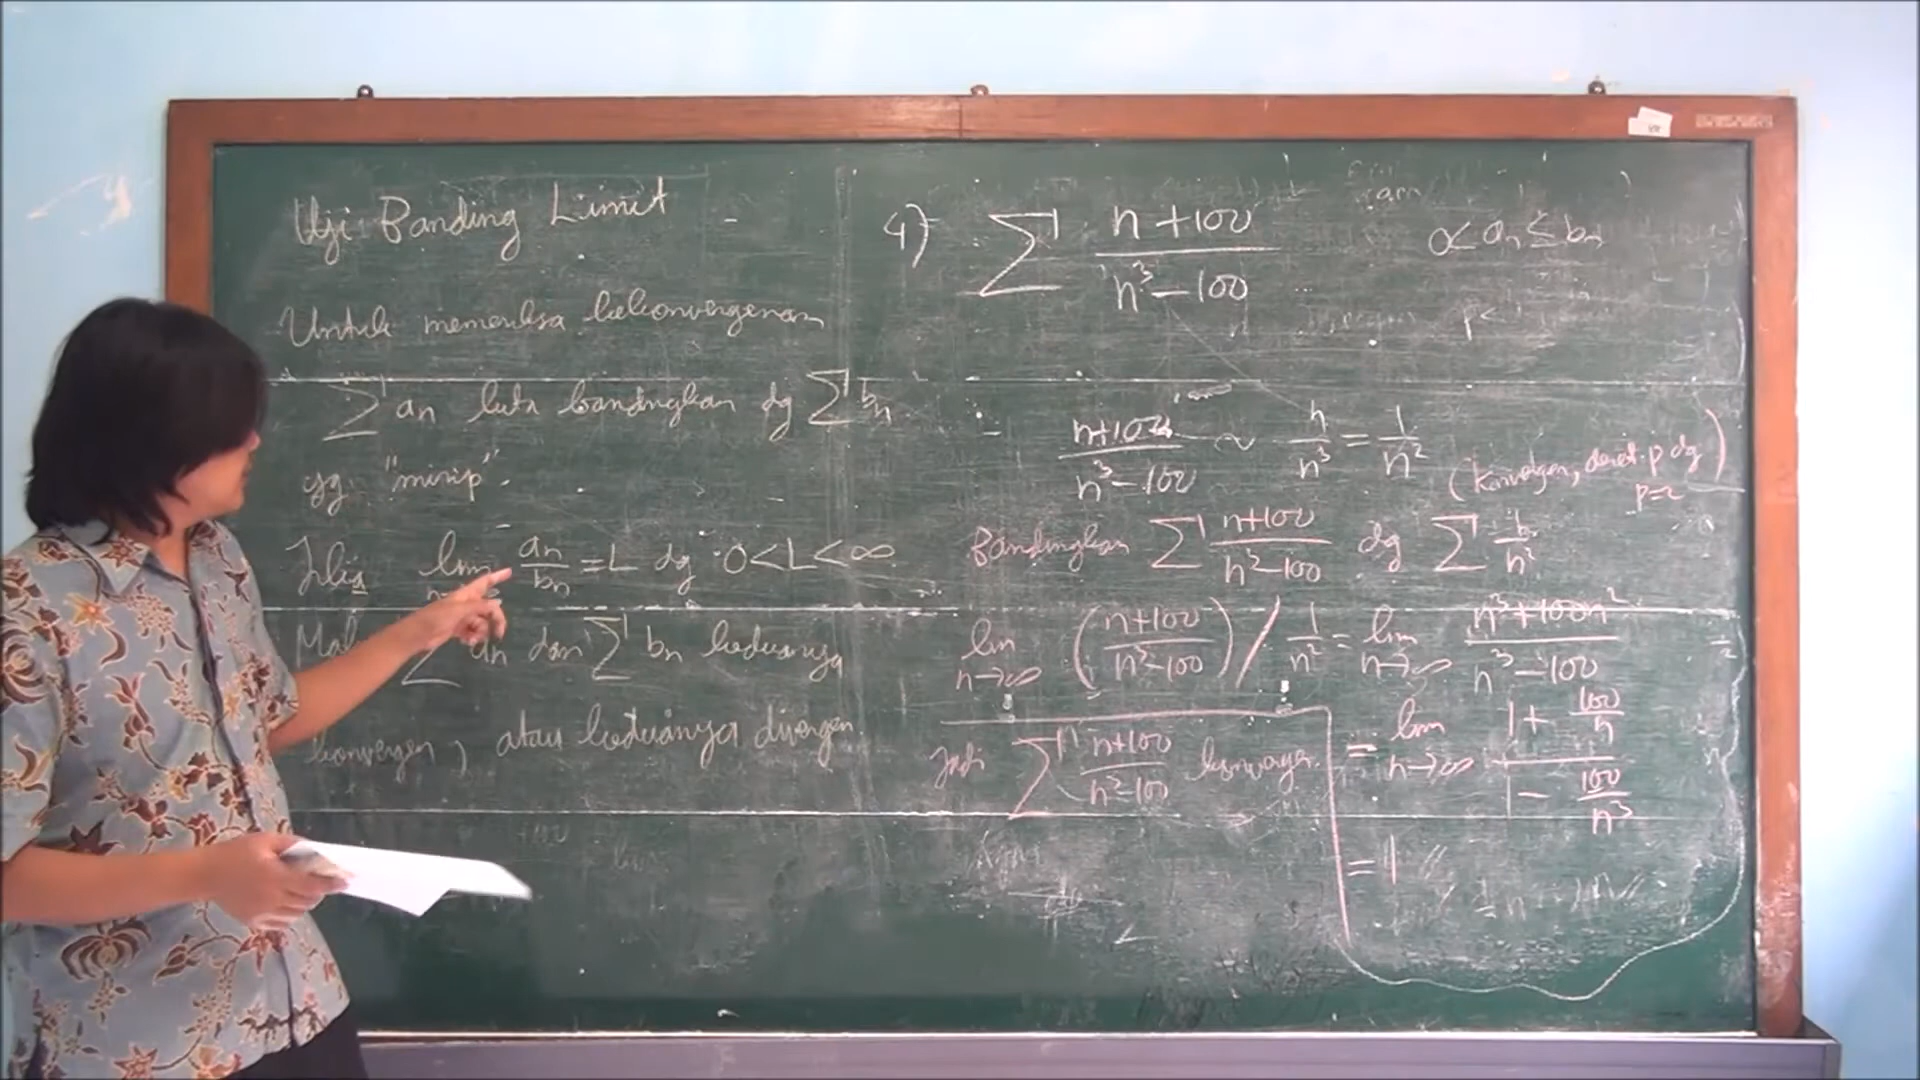 Uji Banding Limit
Untuk memeriksa kekonvergenan
∑ an kita bandingkan dg ∑ bn
yg "mirip".
Jika lim an/bn = L dg 0 < L < ∞
∑ an dan ∑ bn keduanya
konvergen, atau keduanya divergen.
4) ∑ (n+100)/(n³-100)
0 < an ≤ bn
p <
(n+100)/(n³-100) ~ n/n³ = 1/n²
(konvergen, deret-p dg p=2)
Bandingkan ∑ (n+100)/(n³-100) dg ∑ 1/n²
lim n→∞ ((n+100)/(n³-100)) / 1/n² = lim n→∞ (n³+100n²)/(n³-100) =
= lim n→∞ (1 + 100/n)/(1 - 100/n³)
= 1 //
Jadi ∑ (n+100)/(n³-100) konvergen.